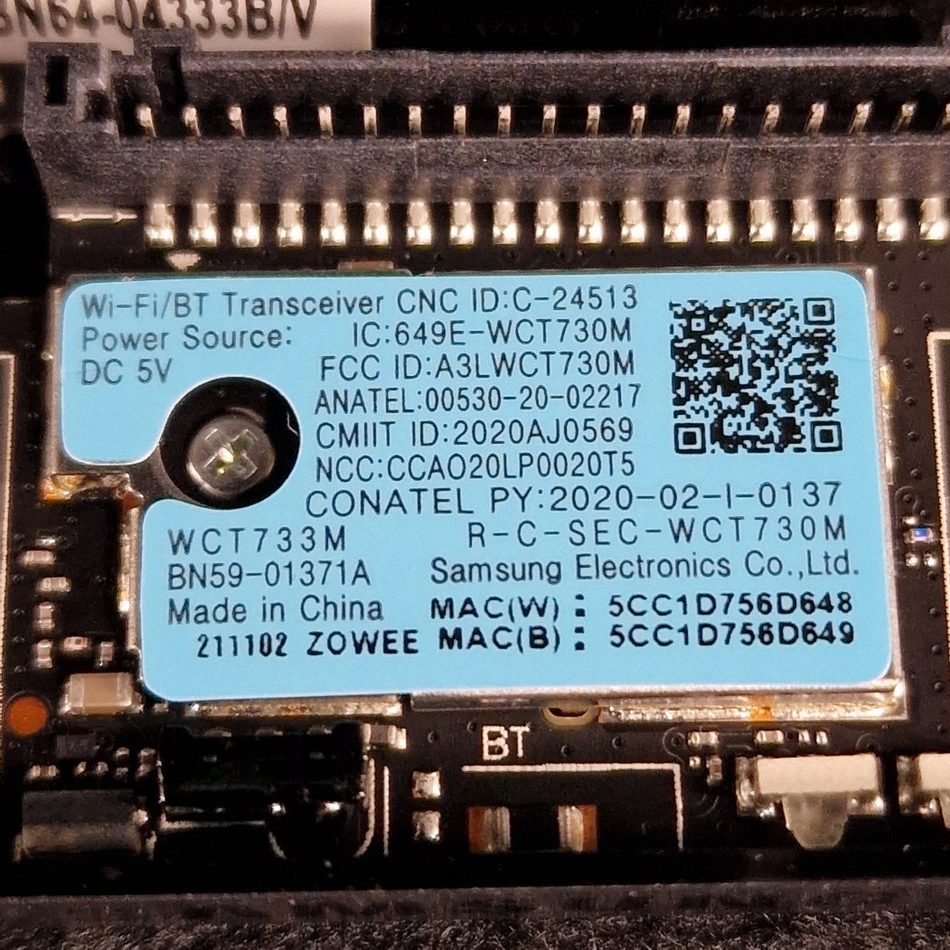 BN64-04333B/V
Wi-Fi/BT Transceiver CNC ID:C-24513
Power Source: IC:649E-WCT730M
DC 5V FCC ID:A3LWCT730M
ANATEL:00530-20-02217
CMIIT ID:2020AJ0569
NCC:CCAO20LP0020T5
CONATEL PY:2020-02-I-0137
WCT733M R-C-SEC-WCT730M
BN59-01371A Samsung Electronics Co.,Ltd.
Made in China MAC(W) : 5CC1D756D648
211102 ZOWEE MAC(B) : 5CC1D756D649
BT